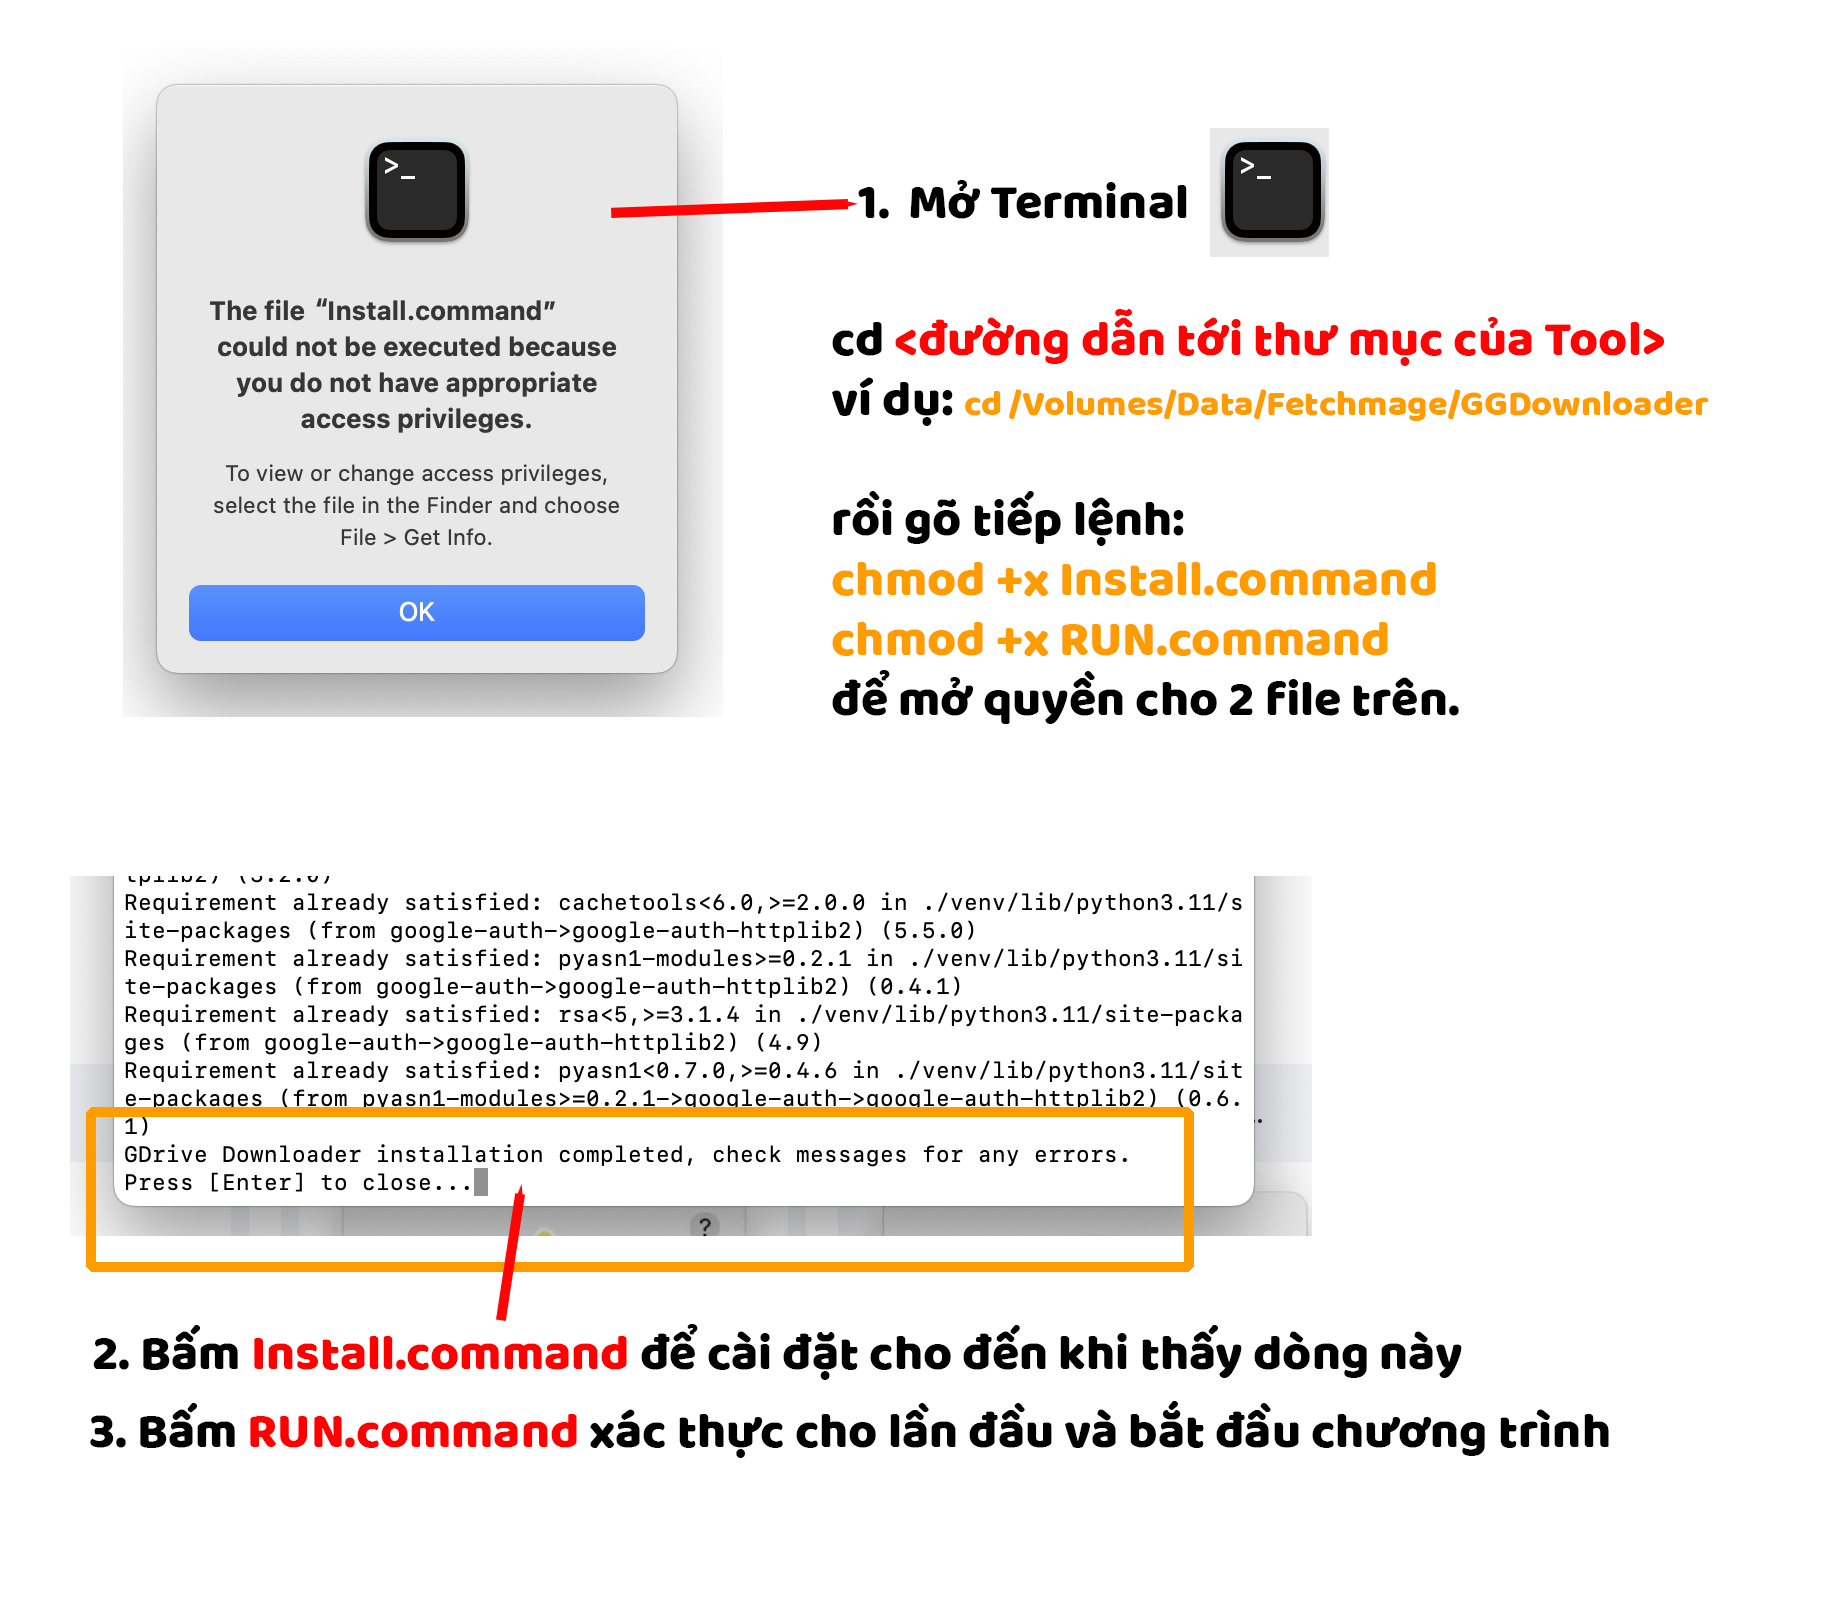 >_
The file “Install.command”
could not be executed because
you do not have appropriate
access privileges.
To view or change access privileges,
select the file in the Finder and choose
File > Get Info.
OK
1. Mở Terminal
>_
cd <đường dẫn tới thư mục của Tool>
ví dụ: cd /Volumes/Data/Fetchmage/GGDownloader
rồi gõ tiếp lệnh:
chmod +x Install.command
chmod +x RUN.command
để mở quyền cho 2 file trên.
tplib2) (3.2.0)
Requirement already satisfied: cachetools<6.0,>=2.0.0 in ./venv/lib/python3.11/s
ite-packages (from google-auth->google-auth-httplib2) (5.5.0)
Requirement already satisfied: pyasn1-modules>=0.2.1 in ./venv/lib/python3.11/si
te-packages (from google-auth->google-auth-httplib2) (0.4.1)
Requirement already satisfied: rsa<5,>=3.1.4 in ./venv/lib/python3.11/site-packa
ges (from google-auth->google-auth-httplib2) (4.9)
Requirement already satisfied: pyasn1<0.7.0,>=0.4.6 in ./venv/lib/python3.11/sit
e-packages (from pyasn1-modules>=0.2.1->google-auth->google-auth-httplib2) (0.6.
1)
GDrive Downloader installation completed, check messages for any errors.
Press [Enter] to close...
?
2. Bấm Install.command để cài đặt cho đến khi thấy dòng này
3. Bấm RUN.command xác thực cho lần đầu và bắt đầu chương trình